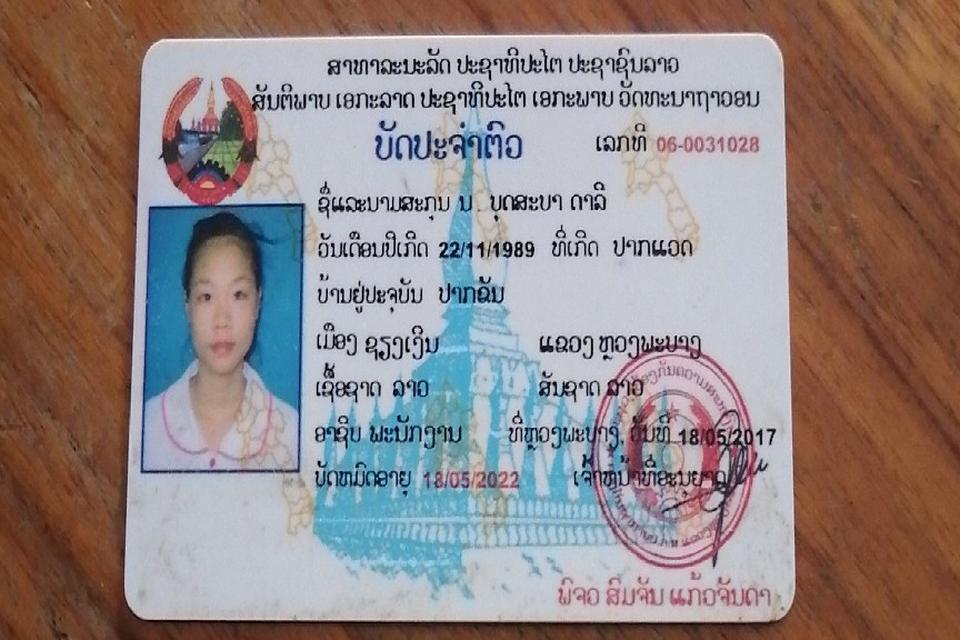 ສາທາລະນະລັດ ປະຊາທິປະໄຕ ປະຊາຊົນລາວ
ສັນຕິພາບ ເອກະລາດ ປະຊາທິປະໄຕ ເອກະພາບ ວັດທະນາຖາວອນ
ບັດປະຈຳຕົວ ເລກທີ 06-0031028
ຊື່ແລະນາມສະກຸນ ນ. ບຸດສະບາ ດາລີ
ວັນເດືອນປີເກີດ 22/11/1989 ທີ່ເກີດ ປາກແວດ
ບ້ານຢູ່ປະຈຸບັນ ປາກຂັນ
ເມືອງ ຊຽງເງິນ ແຂວງ ຫຼວງພະບາງ
ເຊື້ອຊາດ ລາວ ສັນຊາດ ລາວ
ອາຊິບ ພະນັກງານ ທີ່ຫຼວງພະບາງ, ວັນທີ 18/05/2017
ບັດຫມົດອາຍຸ 18/05/2022 ເຈົ້າຫນ້າທີ່ອະນຸຍາດ
ພິຈອ ສົມຈັນ ແກ້ວຈັນດາ